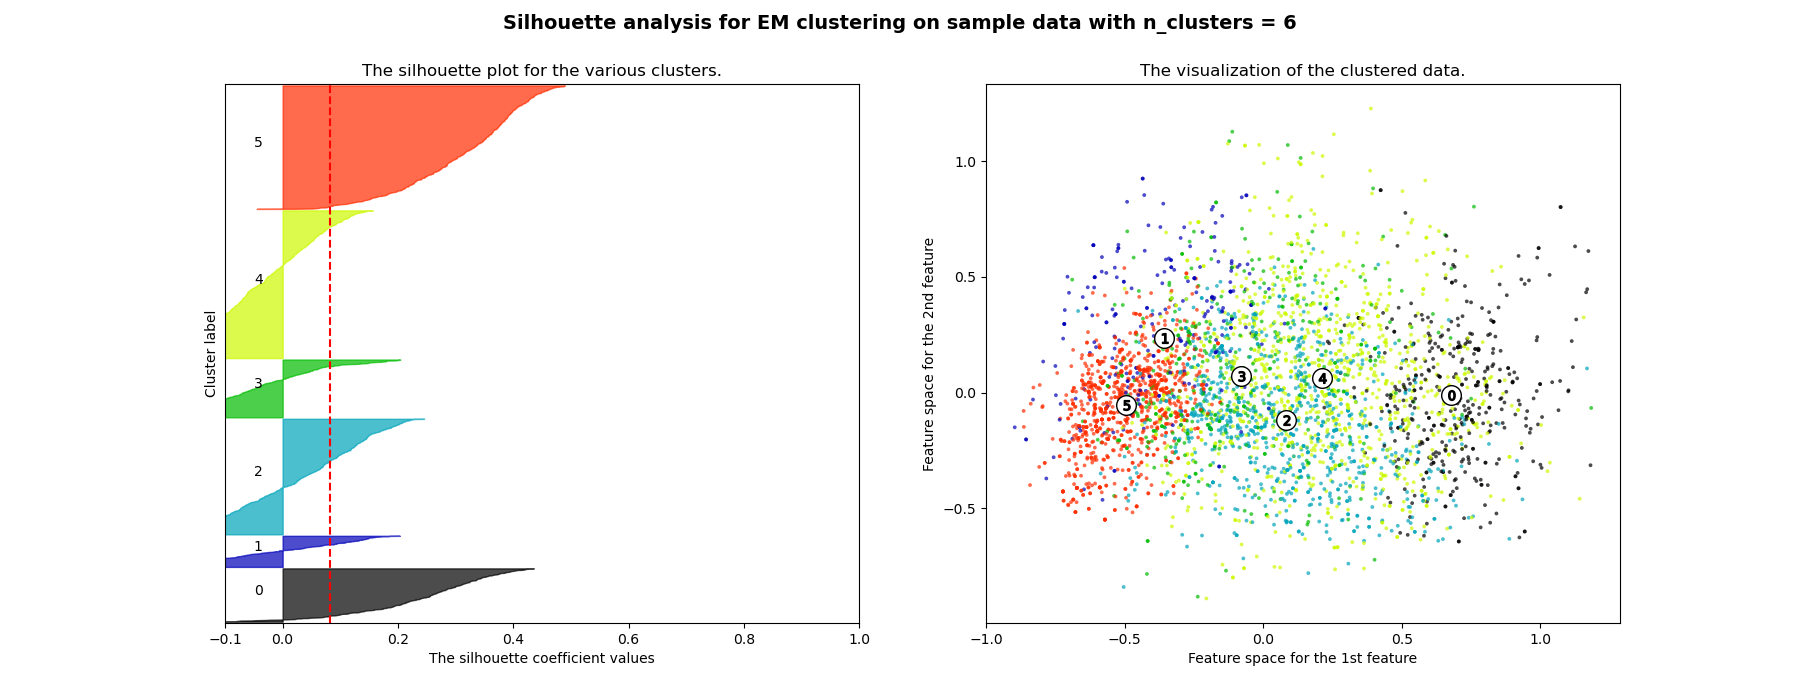 Silhouette analysis for EM clustering on sample data with n_clusters = 6
The silhouette plot for the various clusters.
Cluster label
5
4
3
2
1
0
−0.1 0.0 0.2 0.4 0.6 0.8 1.0
The silhouette coefficient values
The visualization of the clustered data.
Feature space for the 2nd feature
1.0
0.5
0.0
−0.5
1
3
4
0
5
2
−1.0 −0.5 0.0 0.5 1.0
Feature space for the 1st feature